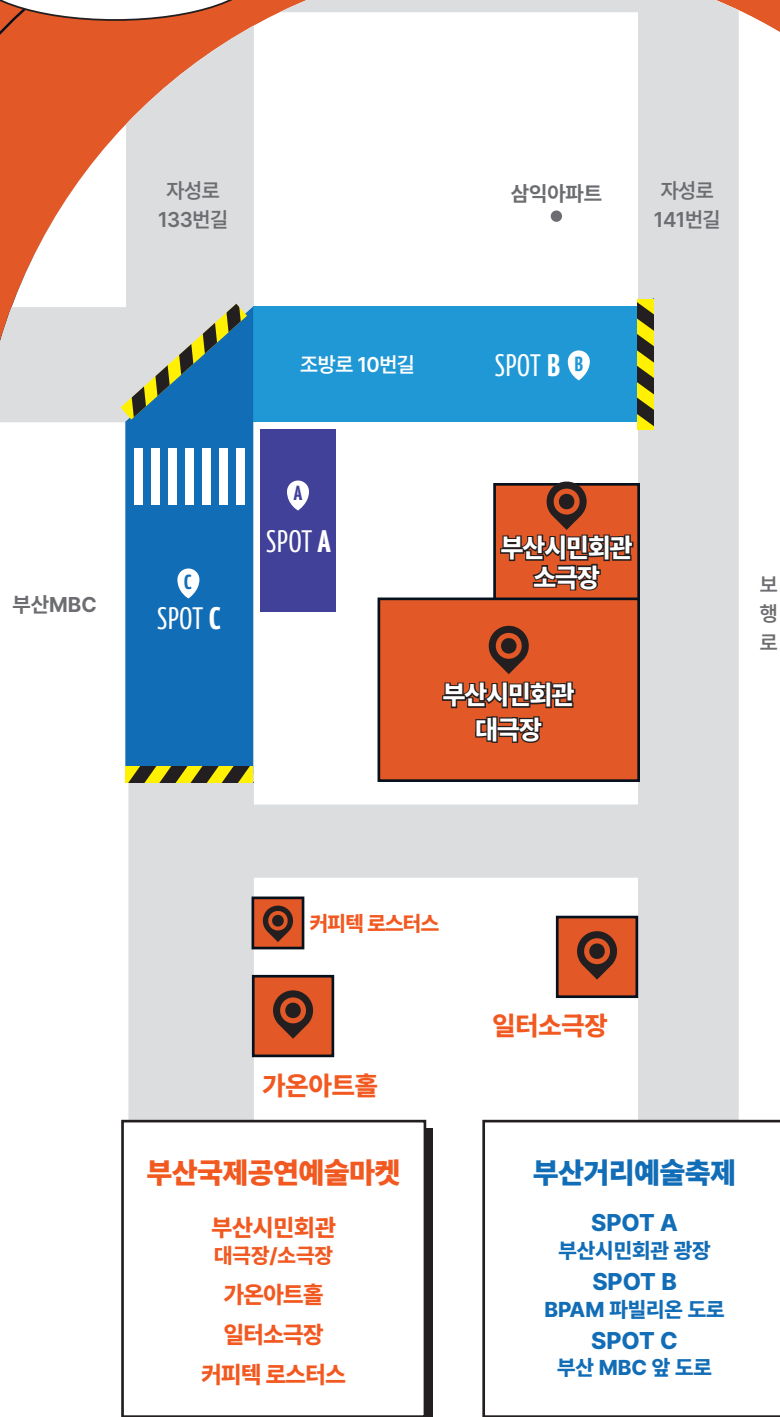 자성로
133번길
삼익아파트
자성로
141번길
조방로 10번길
SPOT B B
A
SPOT A
C
SPOT C
부산MBC
부산시민회관
소극장
부산시민회관
대극장
보
행
로
커피텍 로스터스
일터소극장
가온아트홀
부산국제공연예술마켓
부산시민회관
대극장/소극장
가온아트홀
일터소극장
커피텍 로스터스
부산거리예술축제
SPOT A
부산시민회관 광장
SPOT B
BPAM 파빌리온 도로
SPOT C
부산 MBC 앞 도로